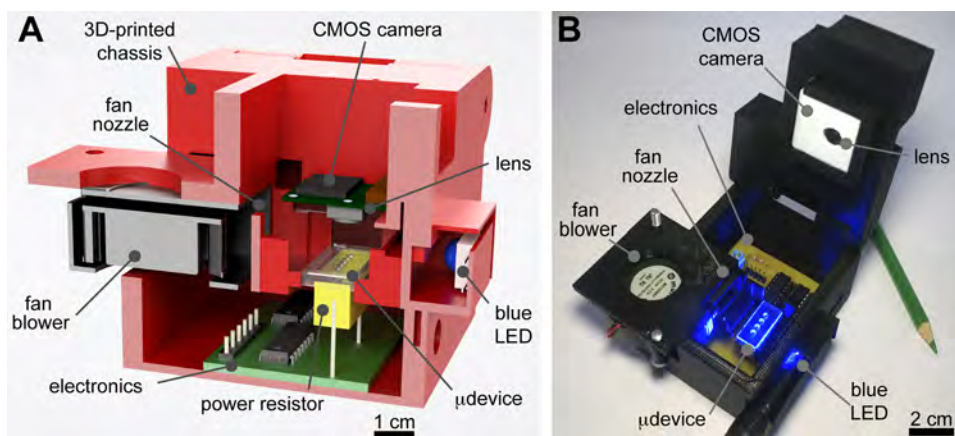 A
3D-printed
chassis
CMOS camera
fan
nozzle
lens
fan
blower
blue
LED
electronics
power resistor
μdevice
1 cm
B
CMOS
camera
electronics
lens
fan
nozzle
fan
blower
blue
LED
μdevice
2 cm